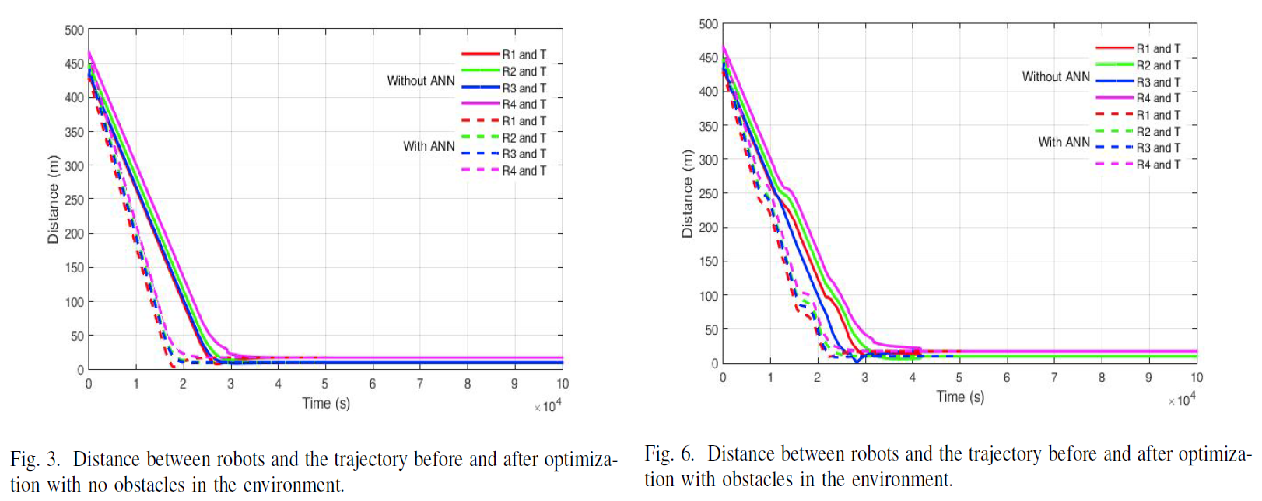 500
450
400
350
300
250
200
150
100
50
0
Distance (m)
0 1 2 3 4 5 6 7 8 9 10
Time (s)
×10^4
Without ANN
R1 and T
R2 and T
R3 and T
R4 and T
With ANN
R1 and T
R2 and T
R3 and T
R4 and T
Fig. 3. Distance between robots and the trajectory before and after optimiza-
tion with no obstacles in the environment.
500
450
400
350
300
250
200
150
100
50
0
Distance (m)
0 1 2 3 4 5 6 7 8 9 10
Time (s)
×10^4
Without ANN
R1 and T
R2 and T
R3 and T
R4 and T
With ANN
R1 and T
R2 and T
R3 and T
R4 and T
Fig. 6. Distance between robots and the trajectory before and after optimiza-
tion with obstacles in the environment.